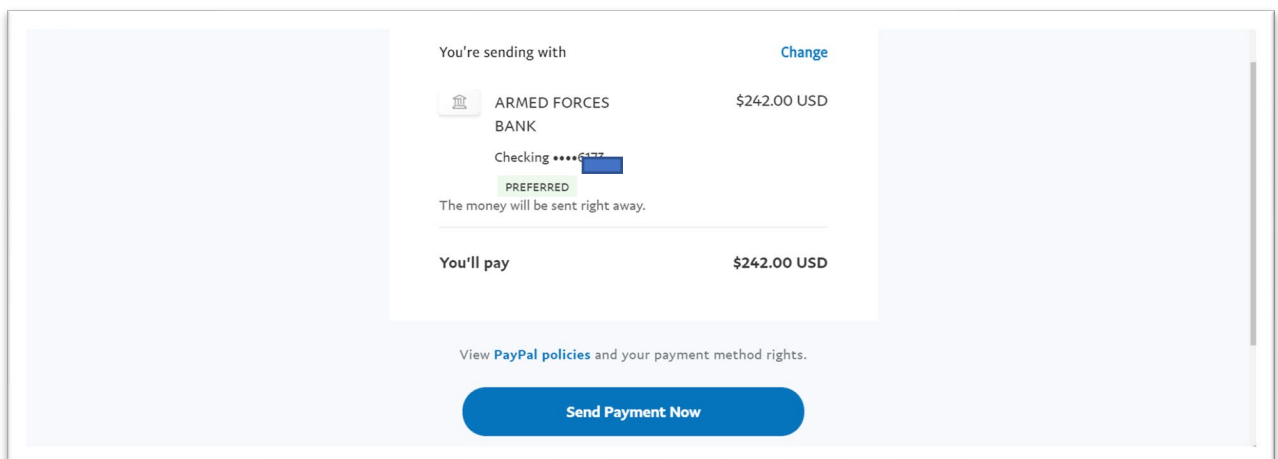 You're sending with Change
ARMED FORCES $242.00 USD
BANK
Checking ••••
PREFERRED
The money will be sent right away.
You'll pay $242.00 USD
View PayPal policies and your payment method rights.
Send Payment Now